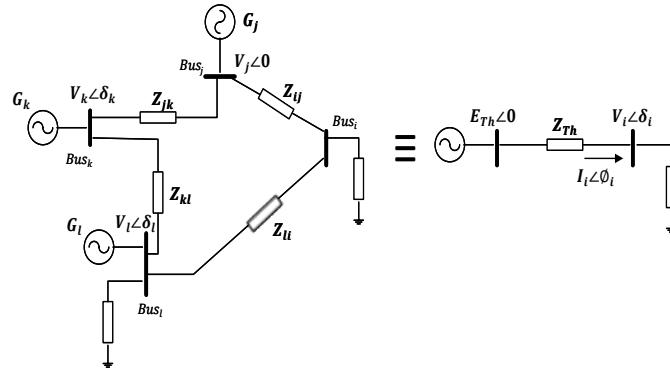 G_j
Bus_j
V_j∠0
Z_ij
V_k∠δ_k
G_k
Z_jk
Bus_k
Bus_i
Z_kl
G_l
V_l∠δ_l
Z_li
Bus_l
≡
E_Th∠0
Z_Th
V_i∠δ_i
I_i∠∅_i